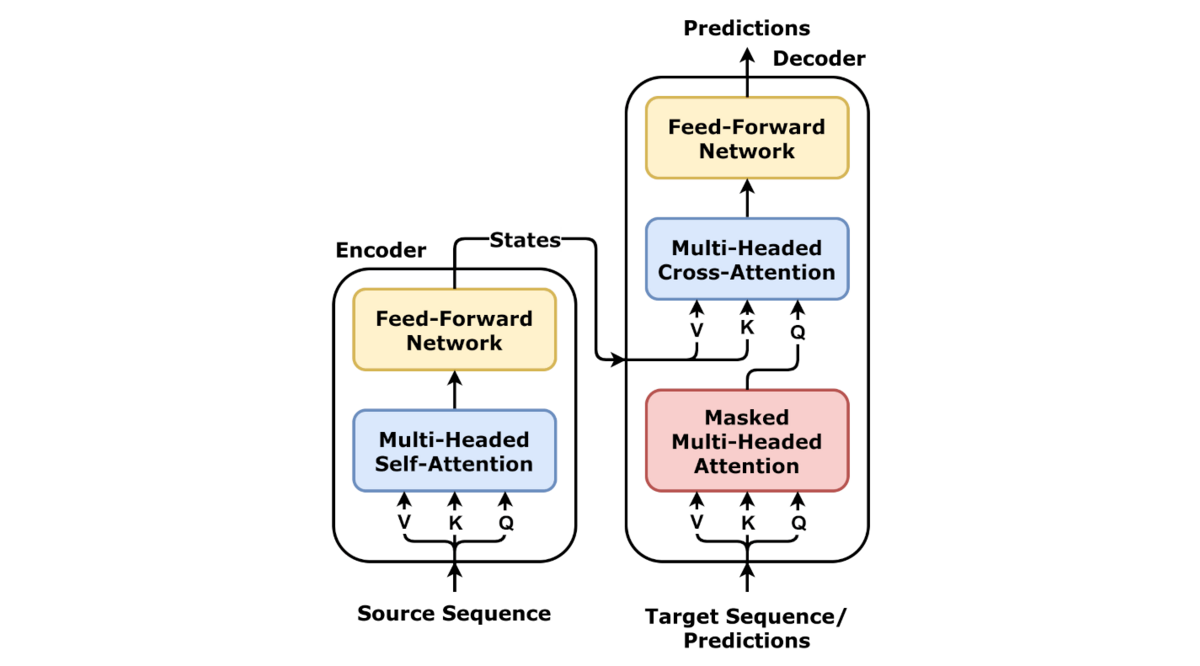 Predictions
Decoder
Feed-Forward
Network
Multi-Headed
Cross-Attention
V K Q
Masked
Multi-Headed
Attention
V K Q
Target Sequence/
Predictions
States
Encoder
Feed-Forward
Network
Multi-Headed
Self-Attention
V K Q
Source Sequence